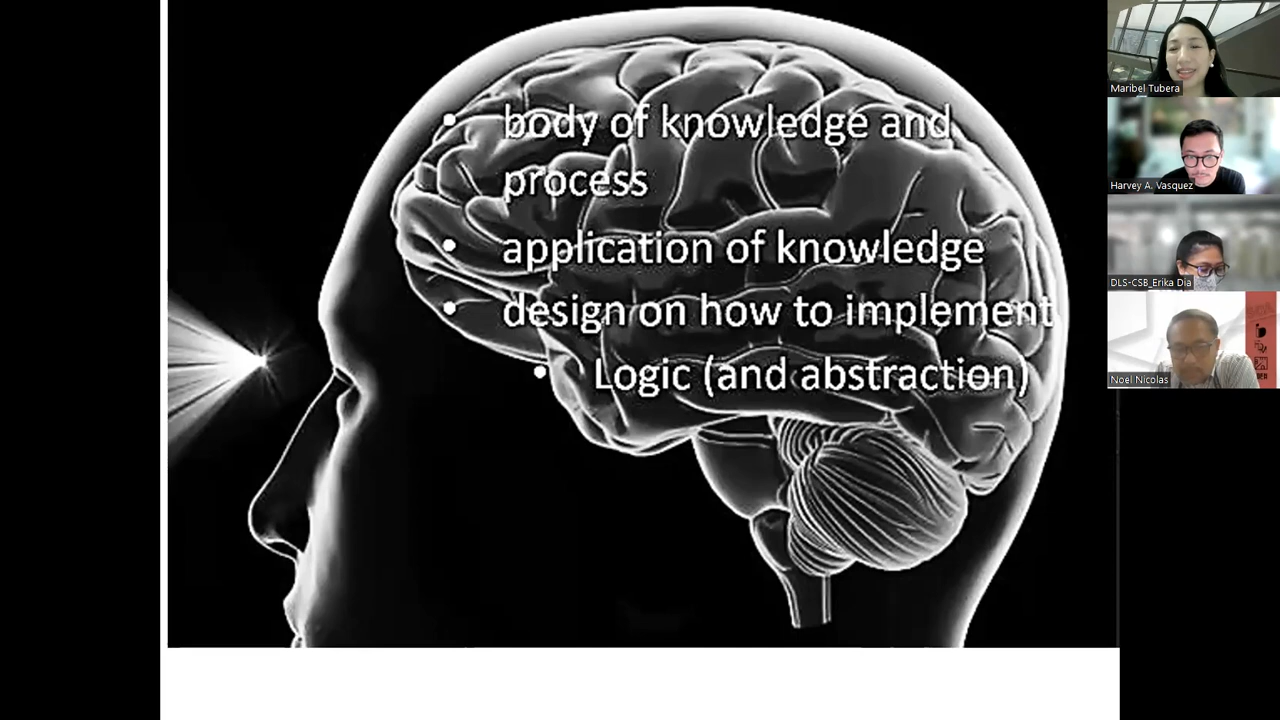 • body of knowledge and
process
• application of knowledge
• design on how to implement
• Logic (and abstraction)
Maribel Tubera
Harvey A. Vasquez
DLS-CSB_Erika Dia
Noel Nicolas